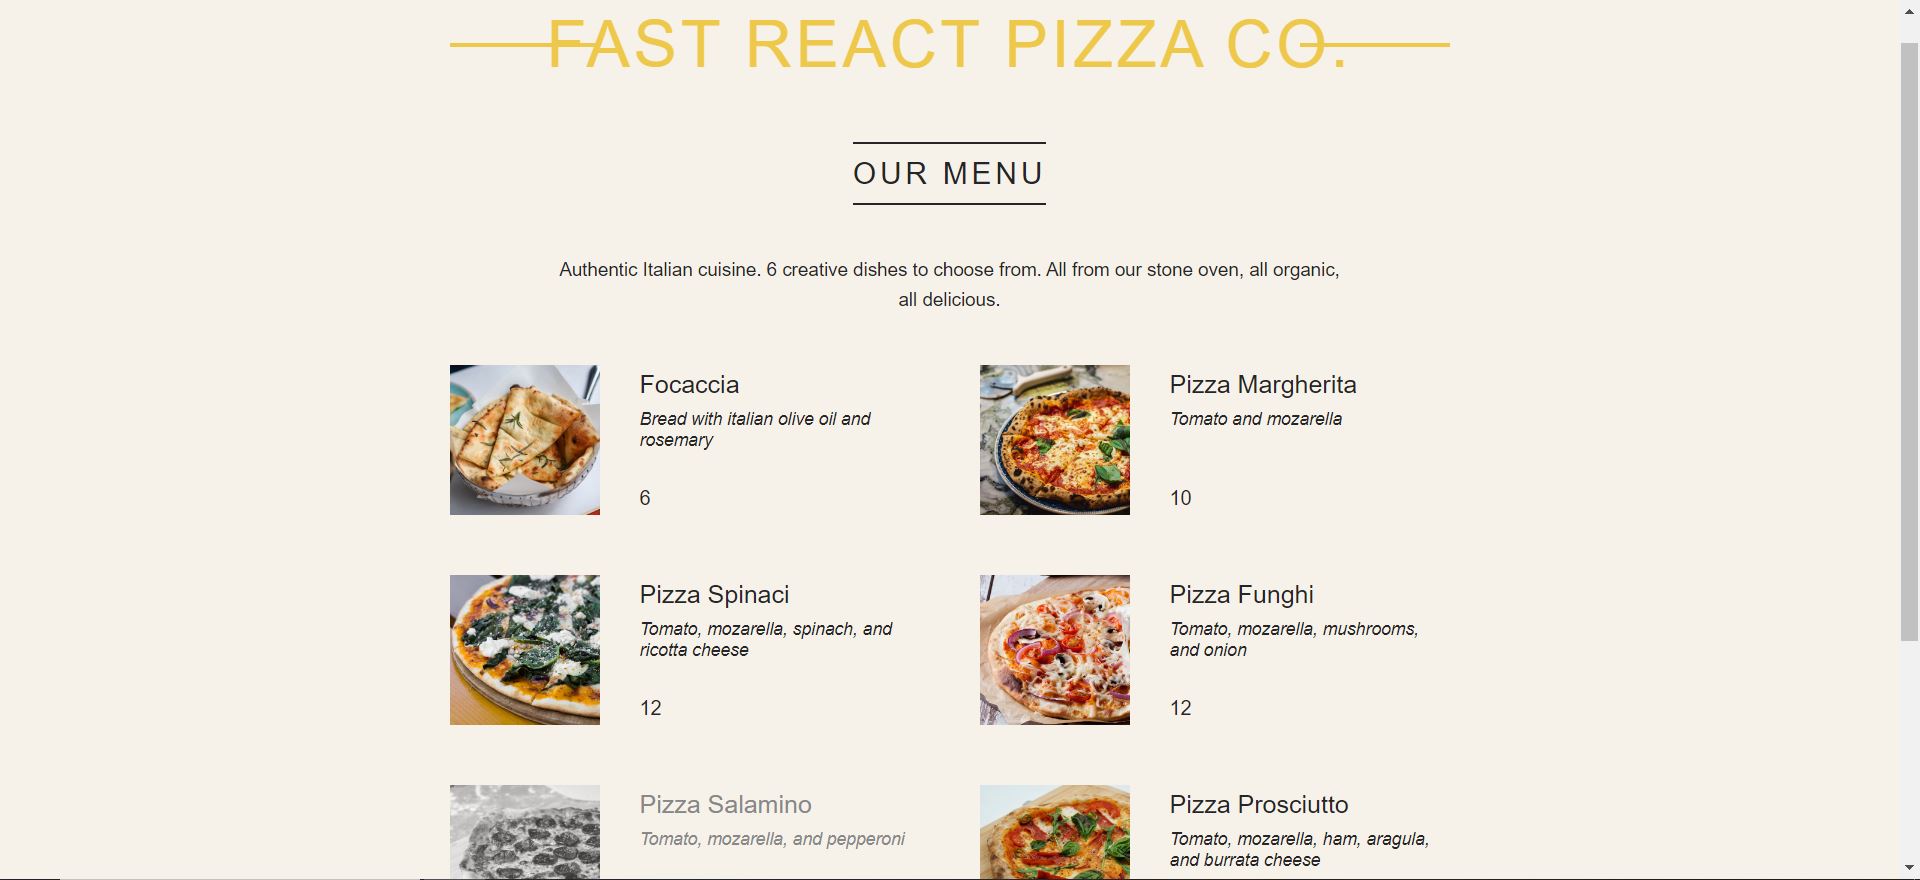 FAST REACT PIZZA CO.
OUR MENU
Authentic Italian cuisine. 6 creative dishes to choose from. All from our stone oven, all organic,
all delicious.
Focaccia
Bread with italian olive oil and
rosemary
6
Pizza Margherita
Tomato and mozarella
10
Pizza Spinaci
Tomato, mozarella, spinach, and
ricotta cheese
12
Pizza Funghi
Tomato, mozarella, mushrooms,
and onion
12
Pizza Salamino
Tomato, mozarella, and pepperoni
Pizza Prosciutto
Tomato, mozarella, ham, aragula,
and burrata cheese